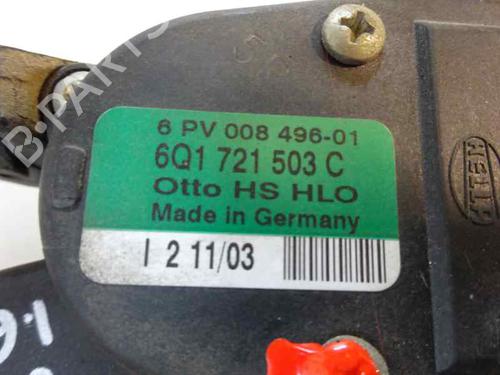 6 PV 008 496-01
6Q1 721 503 C
Otto HS HLO
Made in Germany
I 2 11/03
HELLA
B-PARTS